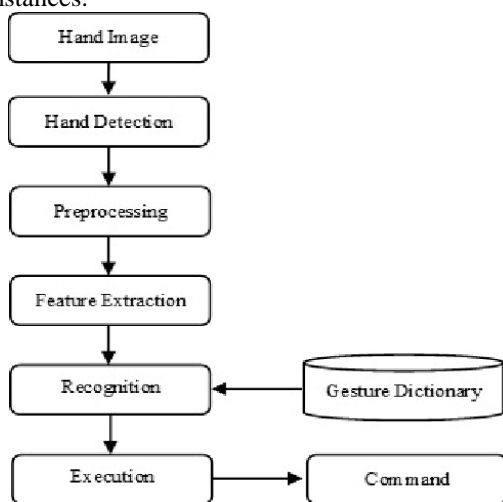 Hand Image
Hand Detection
Preprocessing
Feature Extraction
Recognition
Gesture Dictionary
Execution
Command